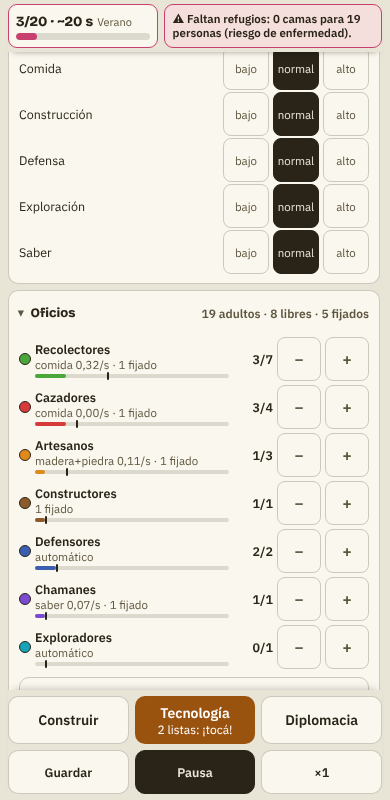 3/20 · ~20 s Verano
⚠ Faltan refugios: 0 camas para 19
personas (riesgo de enfermedad).
Comida bajo normal alto
Construcción bajo normal alto
Defensa bajo normal alto
Exploración bajo normal alto
Saber bajo normal alto
▾ Oficios 19 adultos · 8 libres · 5 fijados
Recolectores
comida 0,32/s · 1 fijado
3/7 − +
Cazadores
comida 0,00/s · 1 fijado
3/4 − +
Artesanos
madera+piedra 0,11/s · 1 fijado
1/3 − +
Constructores
1 fijado
1/1 − +
Defensores
automático
2/2 − +
Chamanes
saber 0,07/s · 1 fijado
1/1 − +
Exploradores
automático
0/1 − +
Construir
Tecnología
2 listas: ¡tocá!
Diplomacia
Guardar
Pausa
×1